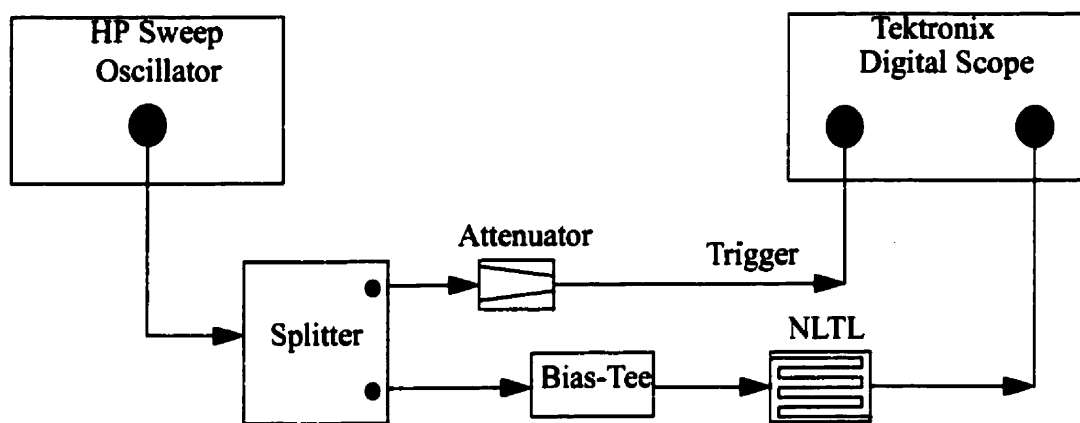 HP Sweep
Oscillator
Tektronix
Digital Scope
Attenuator
Trigger
Splitter
Bias-Tee
NLTL